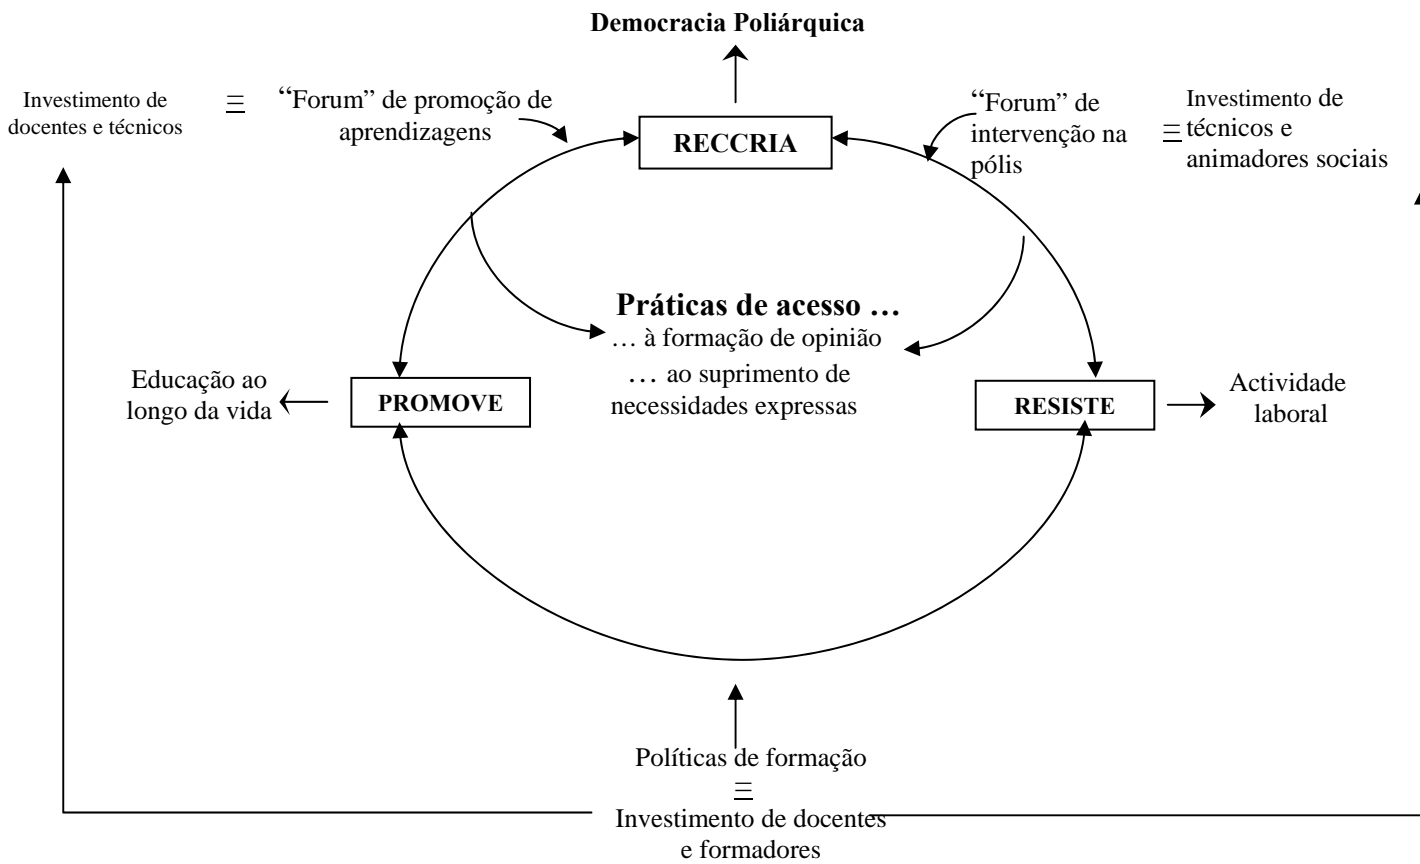 Democracia Poliárquica
Investimento de
docentes e técnicos
≡
“Forum” de promoção de
aprendizagens
RECCRIA
“Forum” de
intervenção na
pólis
≡
Investimento de
técnicos e
animadores sociais
Práticas de acesso …
… à formação de opinião
… ao suprimento de
necessidades expressas
Educação ao
longo da vida
PROMOVE
RESISTE
Actividade
laboral
Políticas de formação
≡
Investimento de docentes
e formadores